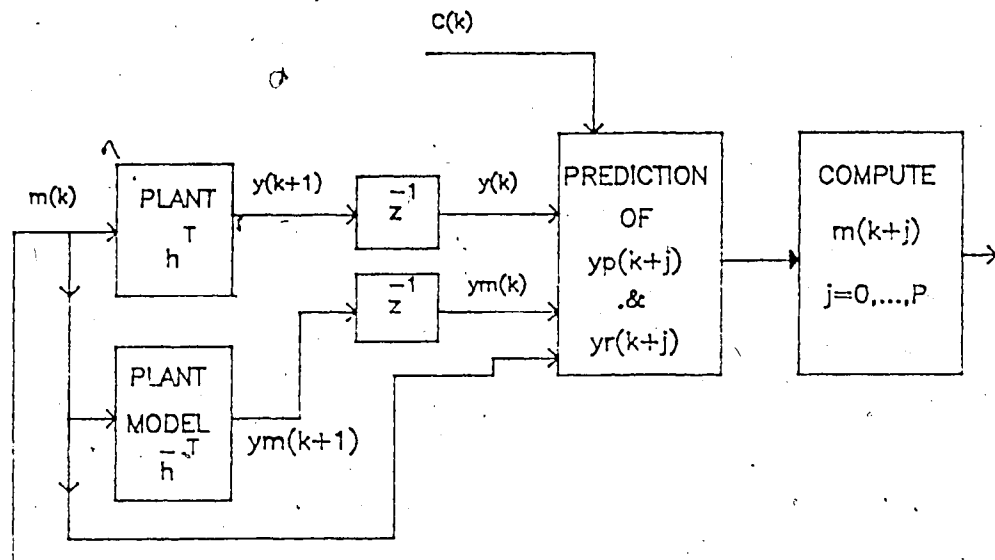 C(k)
m(k)
PLANT
h^T
y(k+1)
z^-1
y(k)
PREDICTION
OF
yp(k+j)
&
yr(k+j)
COMPUTE
m(k+j)
j=0,...,P
z^-1
ym(k)
PLANT
MODEL
h̄^T
ym(k+1)